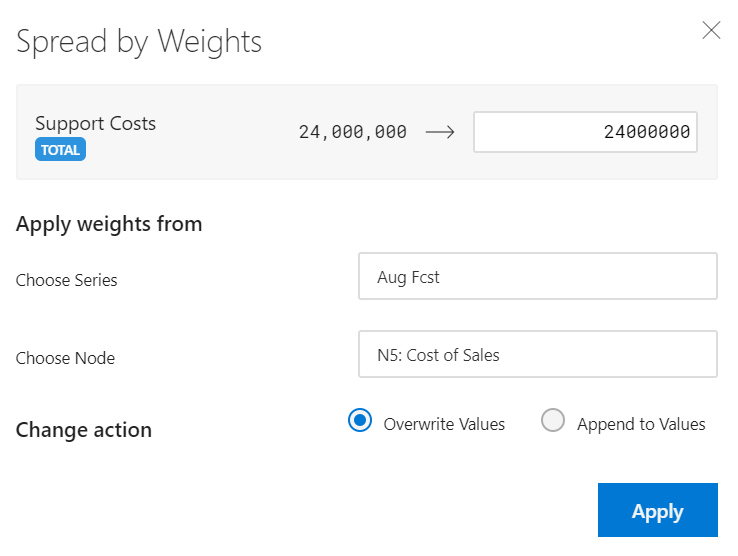 Spread by Weights
Support Costs
TOTAL
24,000,000
24000000
Apply weights from
Choose Series
Aug Fcst
Choose Node
N5: Cost of Sales
Change action
Overwrite Values
Append to Values
Apply